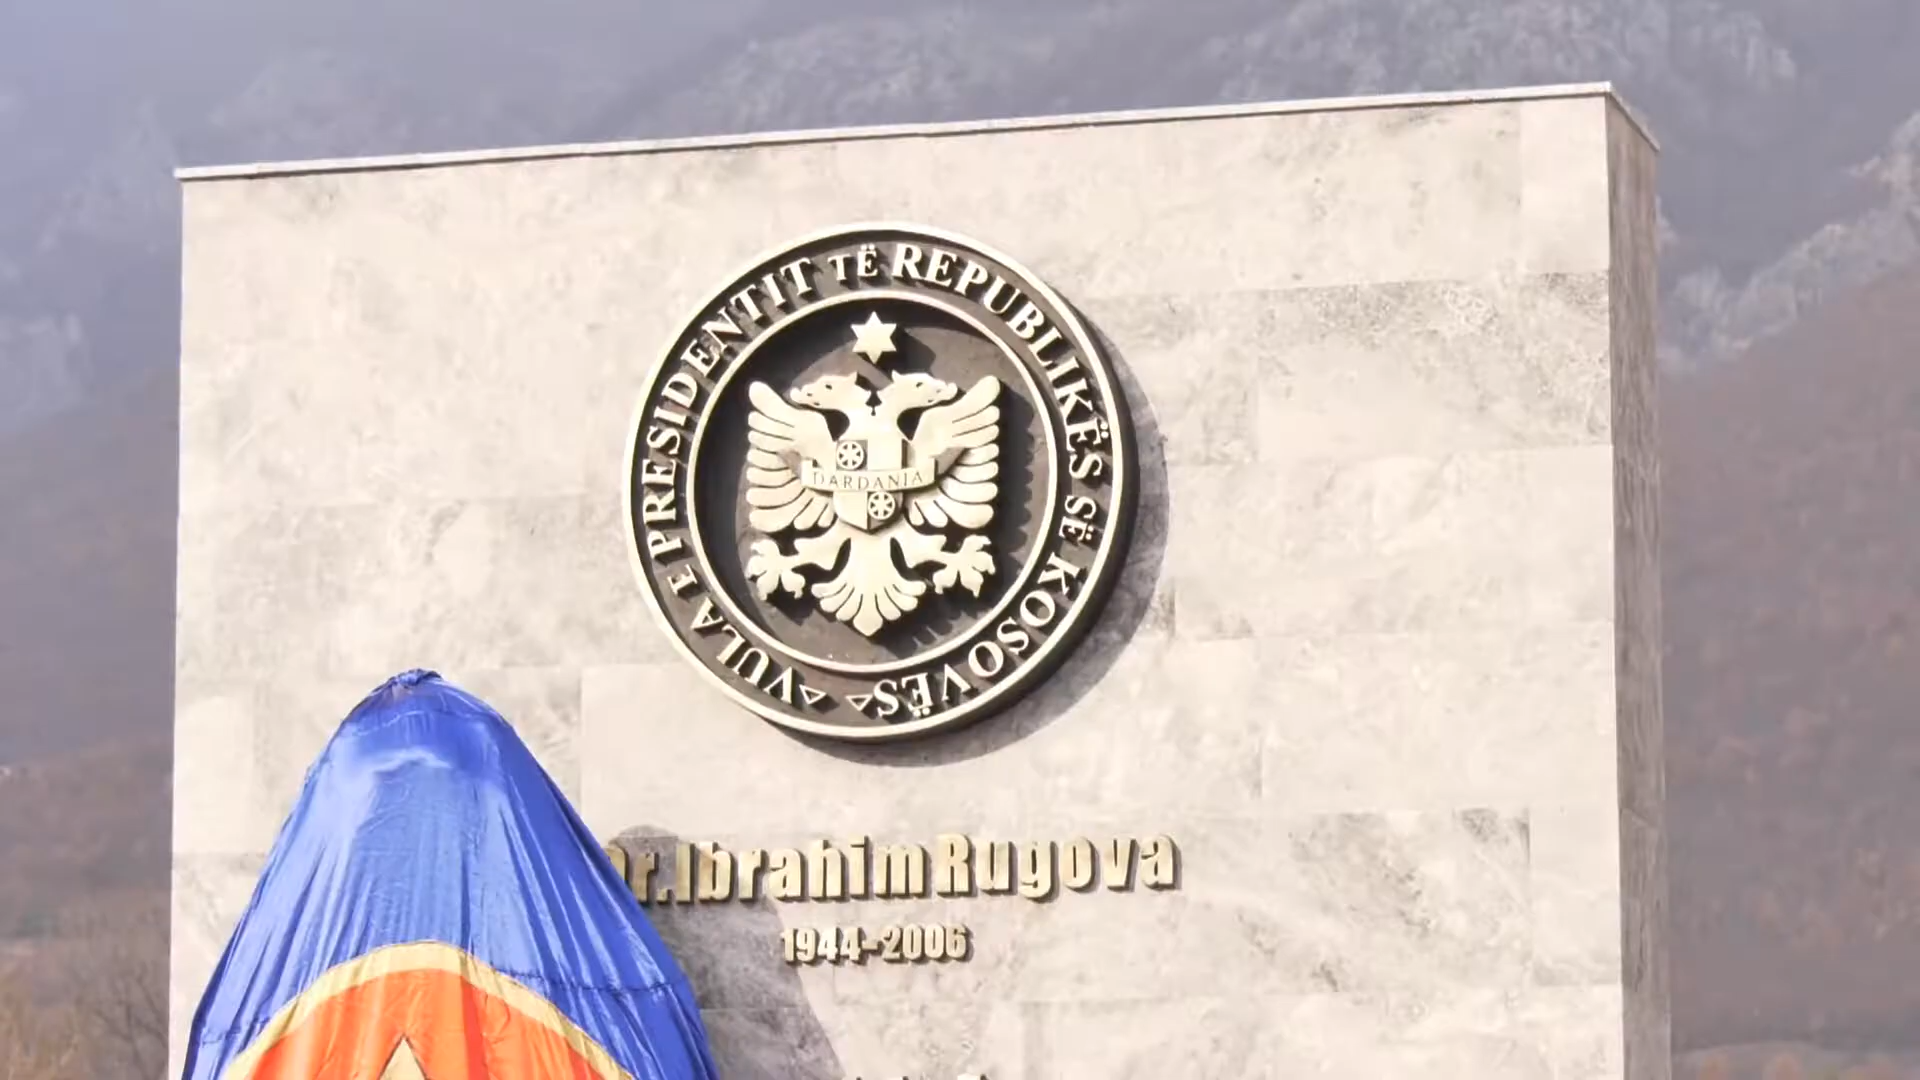 VULA E PRESIDENTIT TË REPUBLIKËS SË KOSOVËS
DARDANIA
Dr.Ibrahim Rugova
1944-2006